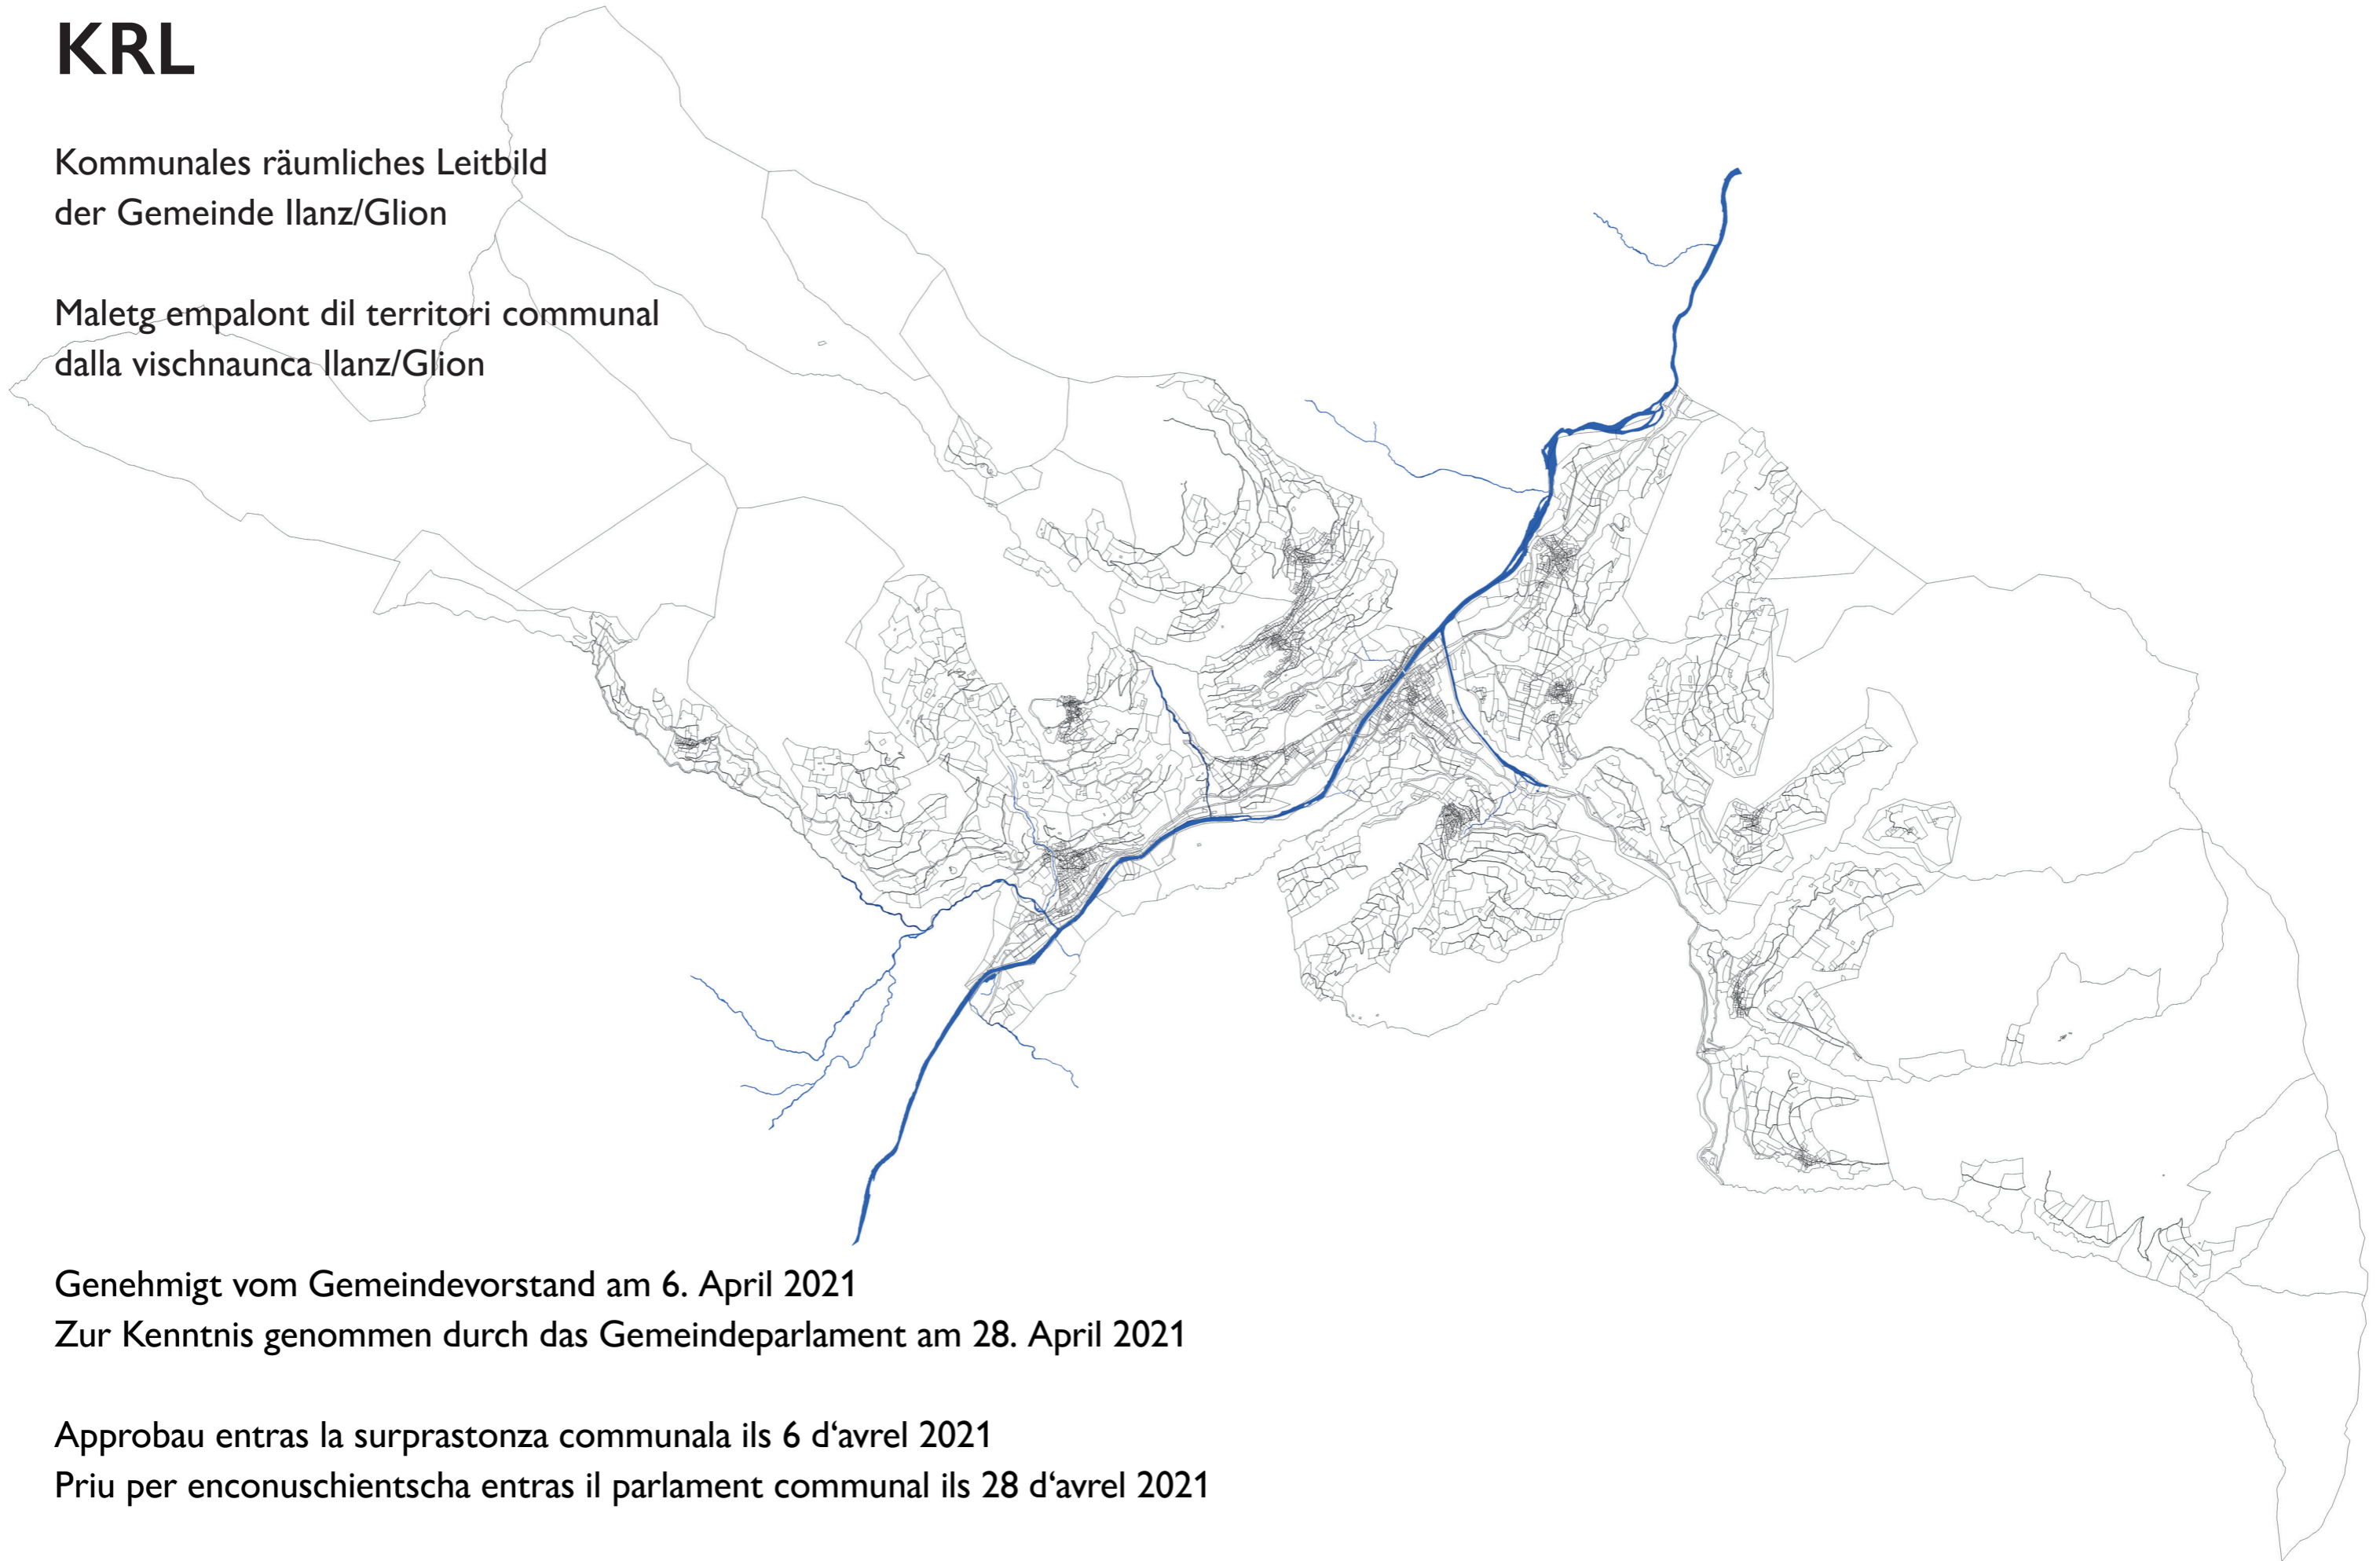 KRL
Kommunales räumliches Leitbild
der Gemeinde Ilanz/Glion
Maletg empalont dil territori communal
dalla vischnaunca Ilanz/Glion
Genehmigt vom Gemeindevorstand am 6. April 2021
Zur Kenntnis genommen durch das Gemeindeparlament am 28. April 2021
Approbau entras la surprastonza communala ils 6 d‘avrel 2021
Priu per enconuschientscha entras il parlament communal ils 28 d‘avrel 2021